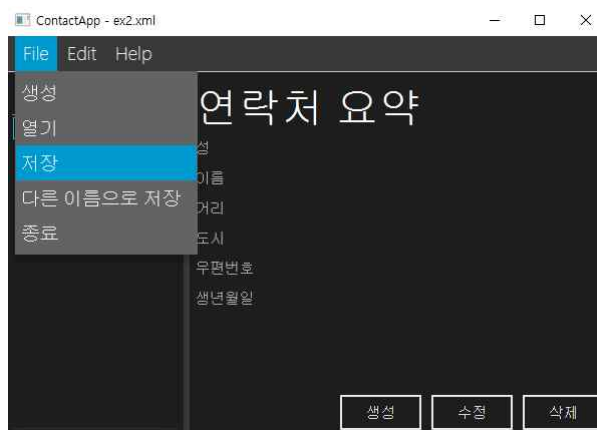 ContactApp - ex2.xml
File Edit Help
생성
열기
저장
다른 이름으로 저장
종료
연락처 요약
성
이름
거리
도시
우편번호
생년월일
생성 수정 삭제